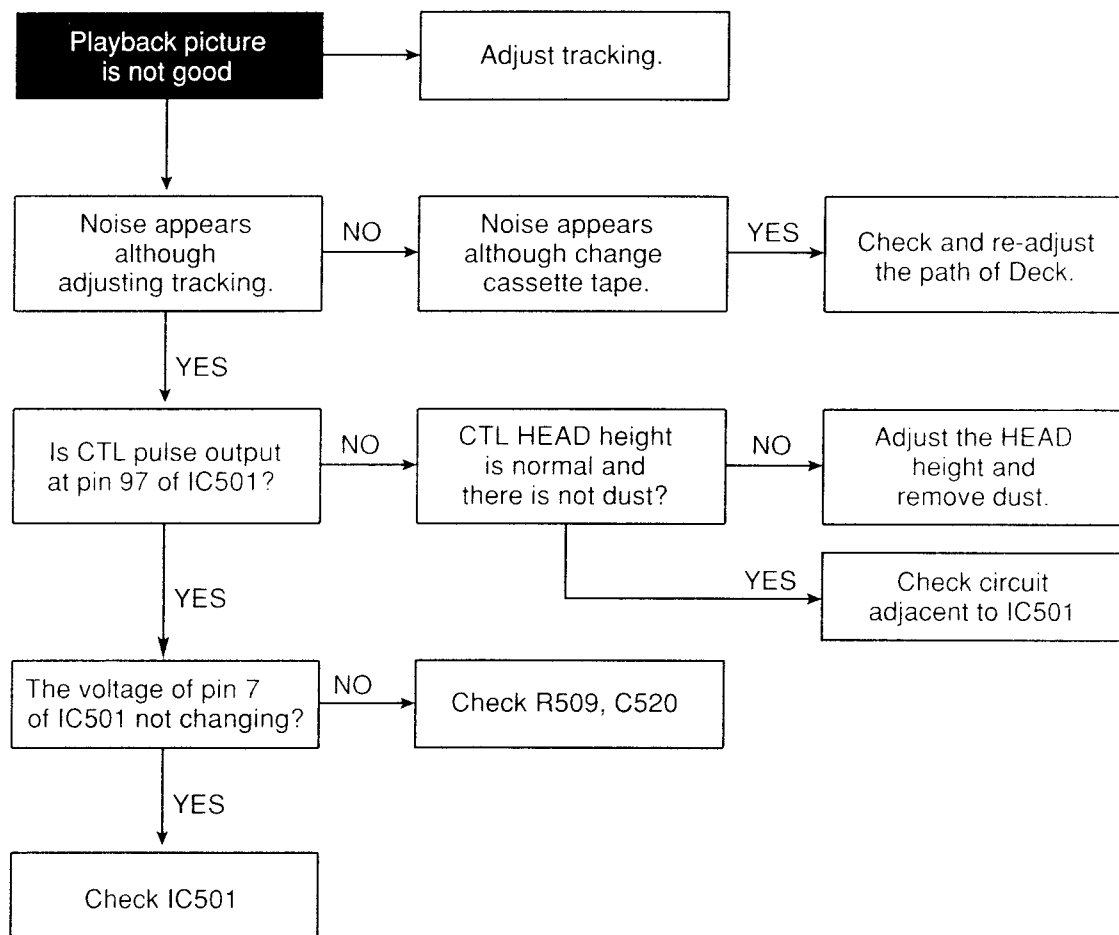 Playback picture
is not good
Adjust tracking.
Noise appears
although
adjusting tracking.
NO
Noise appears
although change
cassette tape.
YES
Check and re-adjust
the path of Deck.
YES
Is CTL pulse output
at pin 97 of IC501?
NO
CTL HEAD height
is normal and
there is not dust?
NO
Adjust the HEAD
height and
remove dust.
YES
Check circuit
adjacent to IC501
YES
The voltage of pin 7
of IC501 not changing?
NO
Check R509, C520
YES
Check IC501